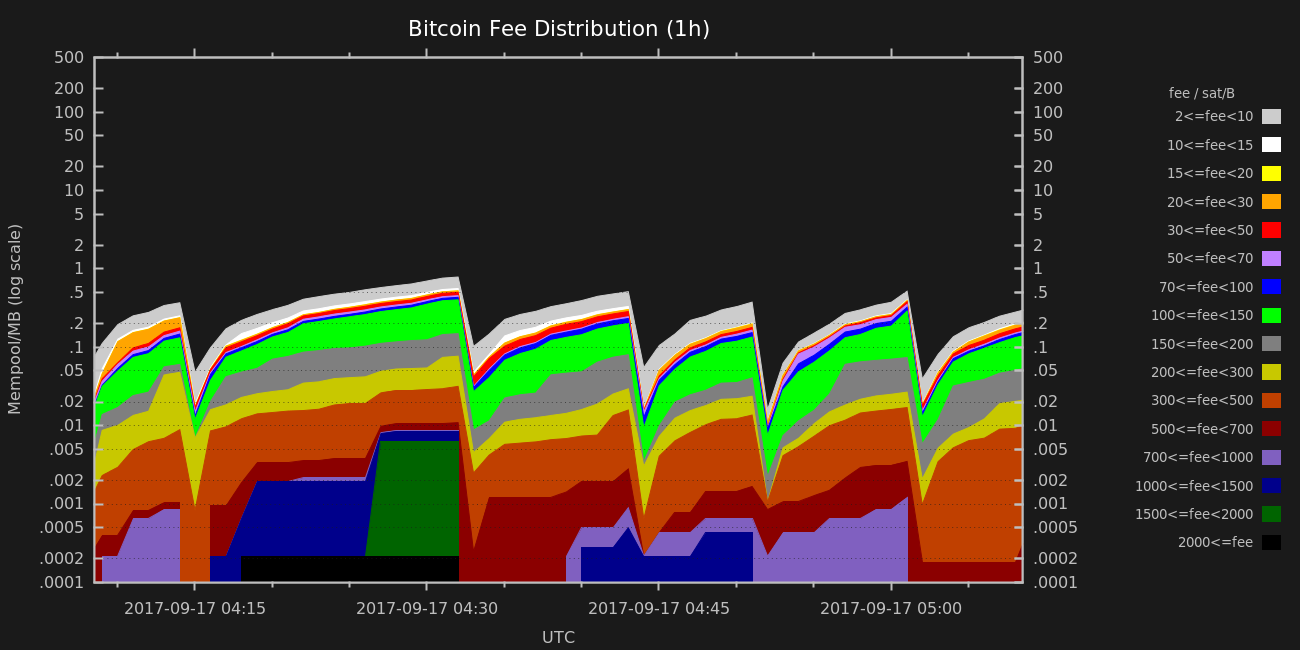 Bitcoin Fee Distribution (1h)
500 500
200 200
100 100
50 50
20 20
10 10
5 5
2 2
1 1
.5 .5
.2 .2
.1 .1
.05 .05
.02 .02
.01 .01
.005 .005
.002 .002
.001 .001
.0005 .0005
.0002 .0002
.0001 .0001
Mempool/MB (log scale)
2017-09-17 04:15 2017-09-17 04:30 2017-09-17 04:45 2017-09-17 05:00
UTC
fee / sat/B
2<=fee<10
10<=fee<15
15<=fee<20
20<=fee<30
30<=fee<50
50<=fee<70
70<=fee<100
100<=fee<150
150<=fee<200
200<=fee<300
300<=fee<500
500<=fee<700
700<=fee<1000
1000<=fee<1500
1500<=fee<2000
2000<=fee